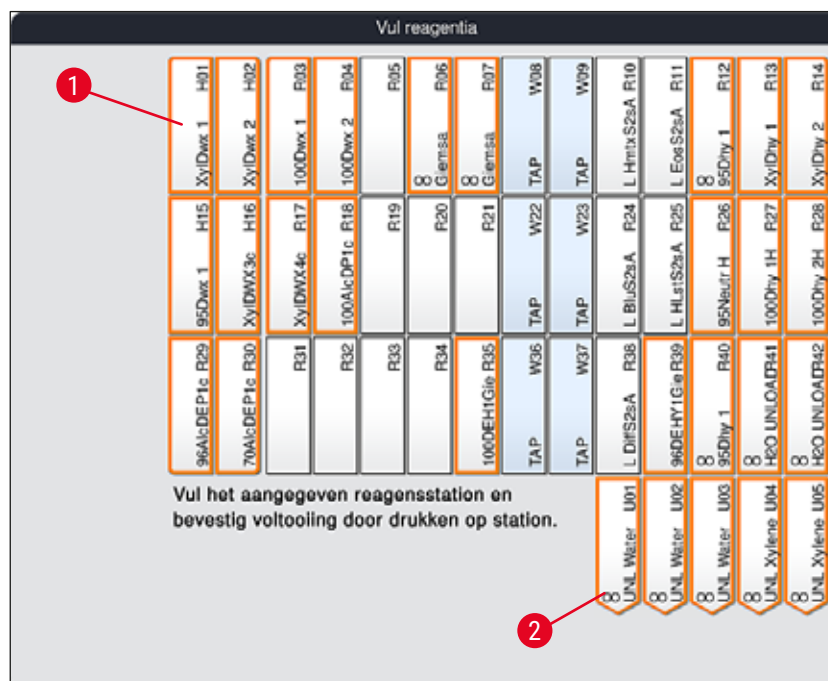 Vul reagentia
1
XylDwx 1 H01
XylDwx 2 H02
100Dwx 1 R03
100Dwx 2 R04
R05
∞ Giemsa R06
∞ Giemsa R07
TAP W08
TAP W09
L HmtxS2sA R10
L EosS2sA R11
∞ 95Dhy 1 R12
XylDhy 1 R13
XylDhy 2 R14
95Dwx 1 H15
XylDWX3c H16
XylDWX4c R17
100AlcDP1c R18
R19
R20
R21
TAP W22
TAP W23
L BluS2sA R24
L HLstS2sA R25
95Neutr H R26
100Dhy 1H R27
100Dhy 2H R28
96AlcDEP1c R29
70AlcDEP1c R30
R31
R32
R33
R34
100DEH1Gie R35
TAP W36
TAP W37
L DiffS2sA R38
96DEHY1Gie R39
∞ 95Dhy 1 R40
∞ H2O UNLOADR41
∞ H2O UNLOADR42
Vul het aangegeven reagensstation en
bevestig voltooiing door drukken op station.
∞ UNL Water U01
∞ UNL Water U02
∞ UNL Water U03
∞ UNL Xylene U04
∞ UNL Xylene U05
2